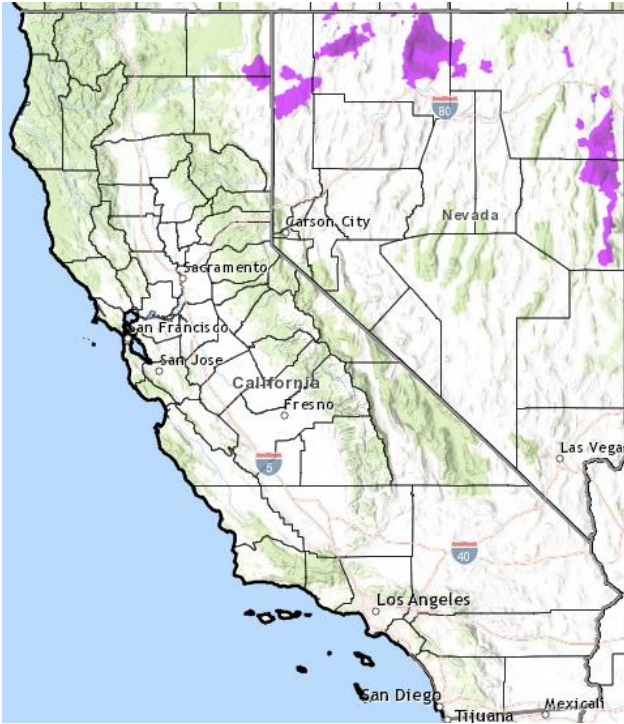 80
Carson City
Nevada
Sacramento
San Francisco
San Jose
California
Fresno
Las Vegas
5
40
Los Angeles
San Diego
Tijuana
Mexicali